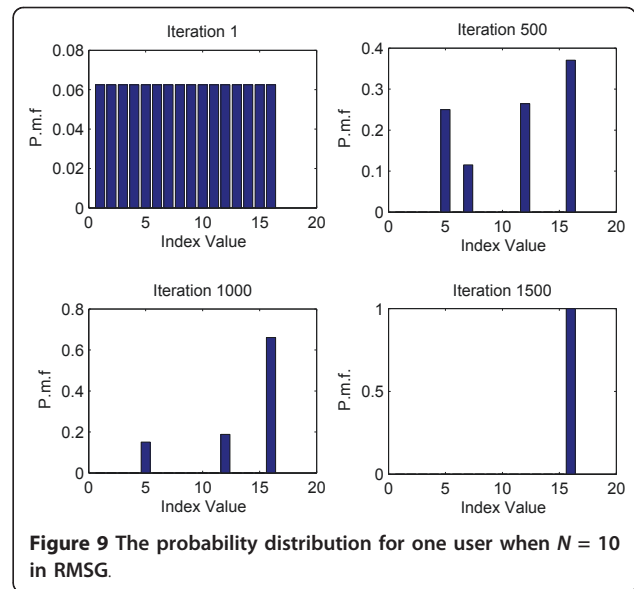 Iteration 1
0.08
0.06
0.04
0.02
0
P.m.f
0 5 10 15 20
Index Value
Iteration 500
0.4
0.3
0.2
0.1
0
P.m.f
0 5 10 15 20
Index Value
Iteration 1000
0.8
0.6
0.4
0.2
0
P.m.f
0 5 10 15 20
Index Value
Iteration 1500
1
0.5
0
P.m.f.
0 5 10 15 20
Index Value
Figure 9 The probability distribution for one user when N = 10
in RMSG.